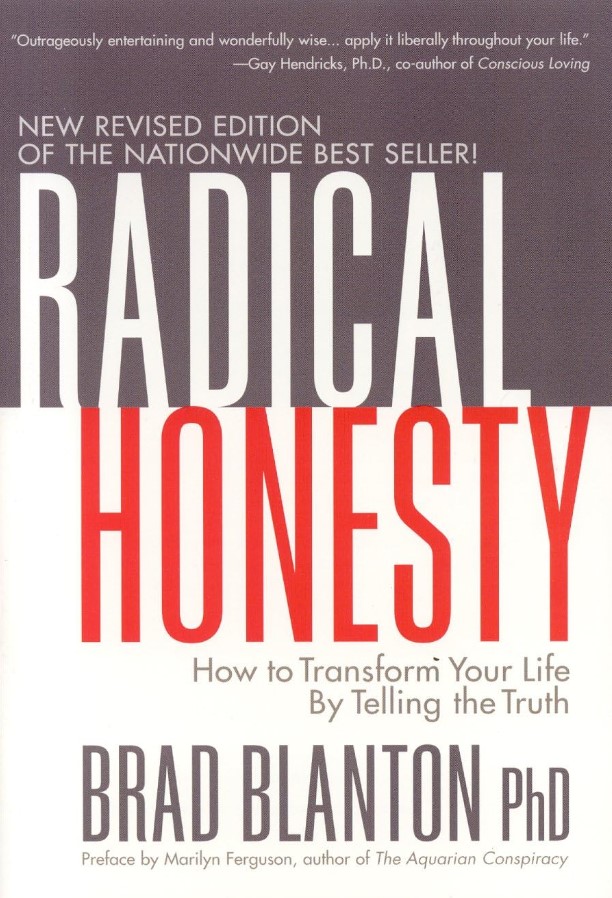 "Outrageously entertaining and wonderfully wise... apply it liberally throughout your life."
—Gay Hendricks, Ph.D., co-author of Conscious Loving
NEW REVISED EDITION
OF THE NATIONWIDE BEST SELLER!
RADICAL
HONESTY
How to Transform Your Life
By Telling the Truth
BRAD BLANTON PhD
Preface by Marilyn Ferguson, author of The Aquarian Conspiracy